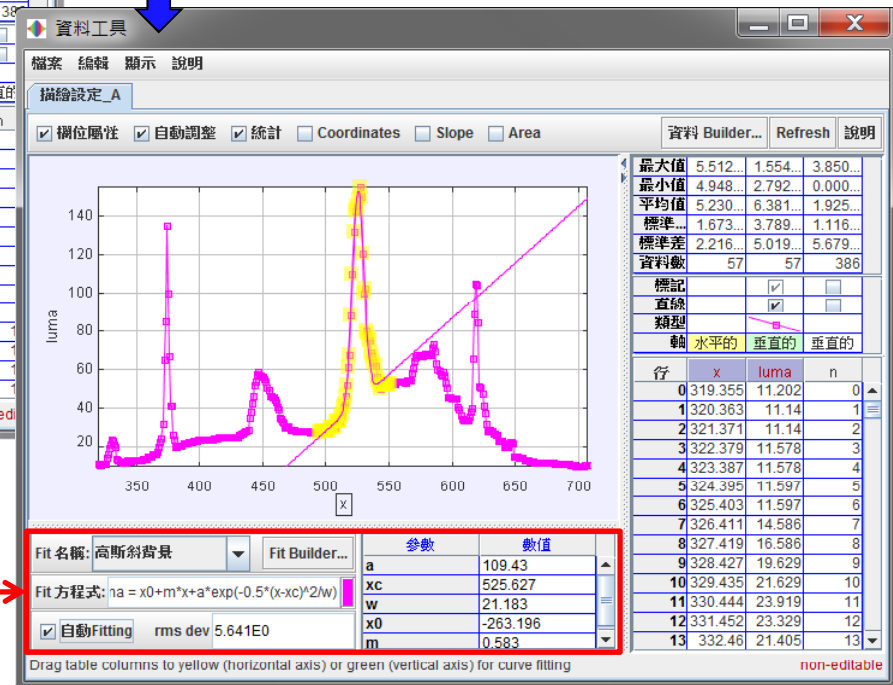 資料工具
檔案 編輯 顯示 說明
描繪設定_A
欄位屬性 自動調整 統計 Coordinates Slope Area 資料 Builder... Refresh 說明
luma
140
120
100
80
60
40
20
350 400 450 500 550 600 650 700
x
最大值 5.512... 1.554... 3.850...
最小值 4.948... 2.792... 0.000...
平均值 5.230... 6.381... 1.925...
標準... 1.673... 3.789... 1.116...
標準差 2.216... 5.019... 5.679...
資料數 57 57 386
標記
直線
類型
軸 水平的 垂直的 垂直的
行 x luma n
0 319.355 11.202 0
1 320.363 11.14 1
2 321.371 11.14 2
3 322.379 11.578 3
4 323.387 11.578 4
5 324.395 11.597 5
6 325.403 11.597 6
7 326.411 14.586 7
8 327.419 16.586 8
9 328.427 19.629 9
10 329.435 21.629 10
11 330.444 23.919 11
12 331.452 23.329 12
13 332.46 21.405 13
Fit 名稱: 高斯斜背景 Fit Builder...
Fit 方程式: na = x0+m*x+a*exp(-0.5*(x-xc)^2/w)
自動Fitting rms dev 5.641E0
參數 數值
a 109.43
xc 525.627
w 21.183
x0 -263.196
m 0.583
Drag table columns to yellow (horizontal axis) or green (vertical axis) for curve fitting non-editable